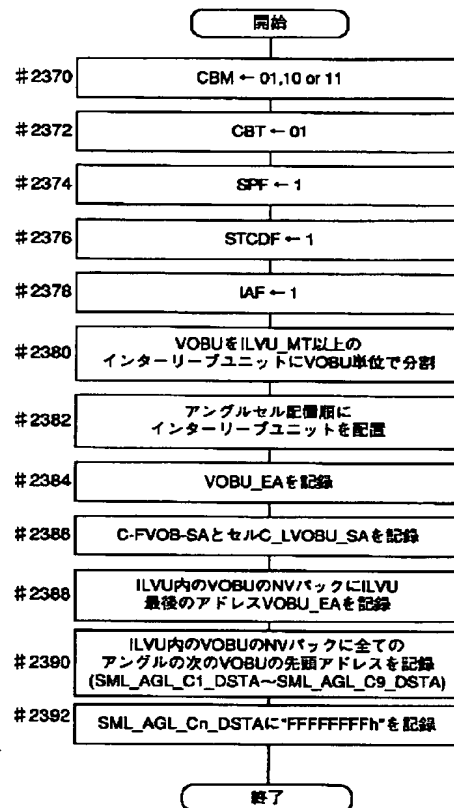 開始
#2370
CBM ← 01,10 or 11
#2372
CBT ← 01
#2374
SPF ← 1
#2376
STCDF ← 1
#2378
IAF ← 1
#2380
VOBUをILVU_MT以上の
インターリーブユニットにVOBU単位で分割
#2382
アングルセル配備順に
インターリーブユニットを配置
#2384
VOBU_EAを記録
#2386
C-FVOB-SAとセルC_LVOBU_SAを記録
#2388
ILVU内のVOBUのNVパックにILVU
最後のアドレスVOBU_EAを記録
#2390
ILVU内のVOBUのNVパックに全ての
アングルの次のVOBUの先頭アドレスを記録
(SML_AGL_C1_DSTA～SML_AGL_C9_DSTA)
#2392
SML_AGL_Cn_DSTAに"FFFFFFFFh"を記録
終了